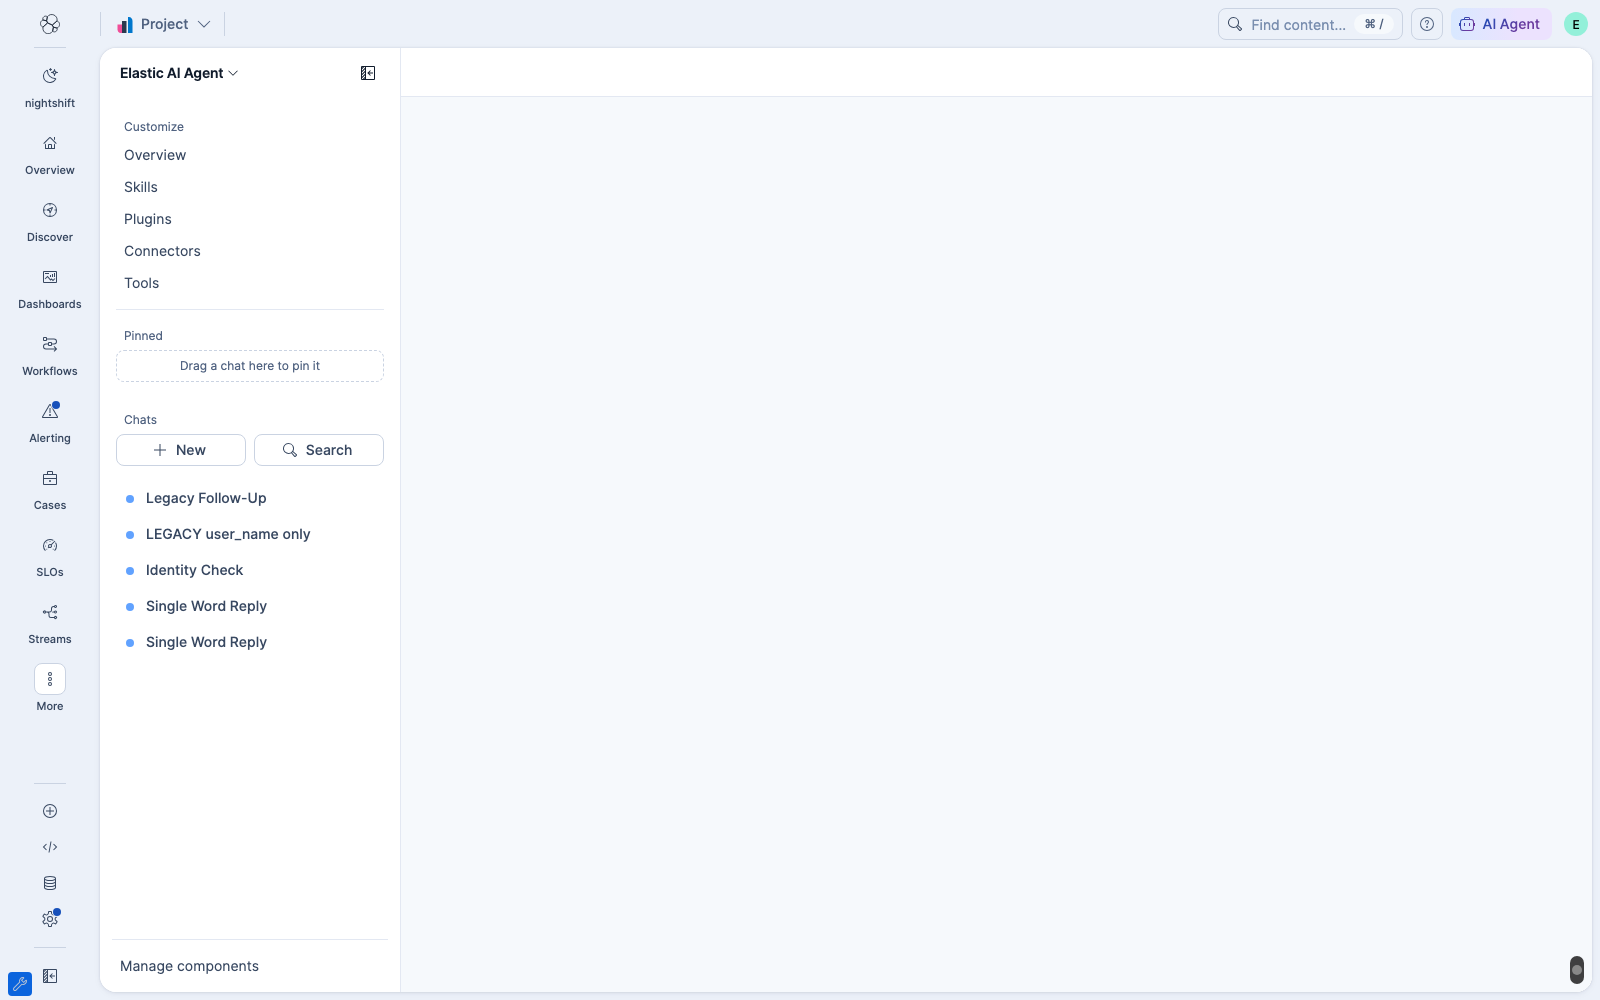 Project
Find content...
⌘ /
AI Agent
E
nightshift
Overview
Discover
Dashboards
Workflows
Alerting
Cases
SLOs
Streams
More
Elastic AI Agent
Customize
Overview
Skills
Plugins
Connectors
Tools
Pinned
Drag a chat here to pin it
Chats
New
Search
Legacy Follow-Up
LEGACY user_name only
Identity Check
Single Word Reply
Single Word Reply
Manage components